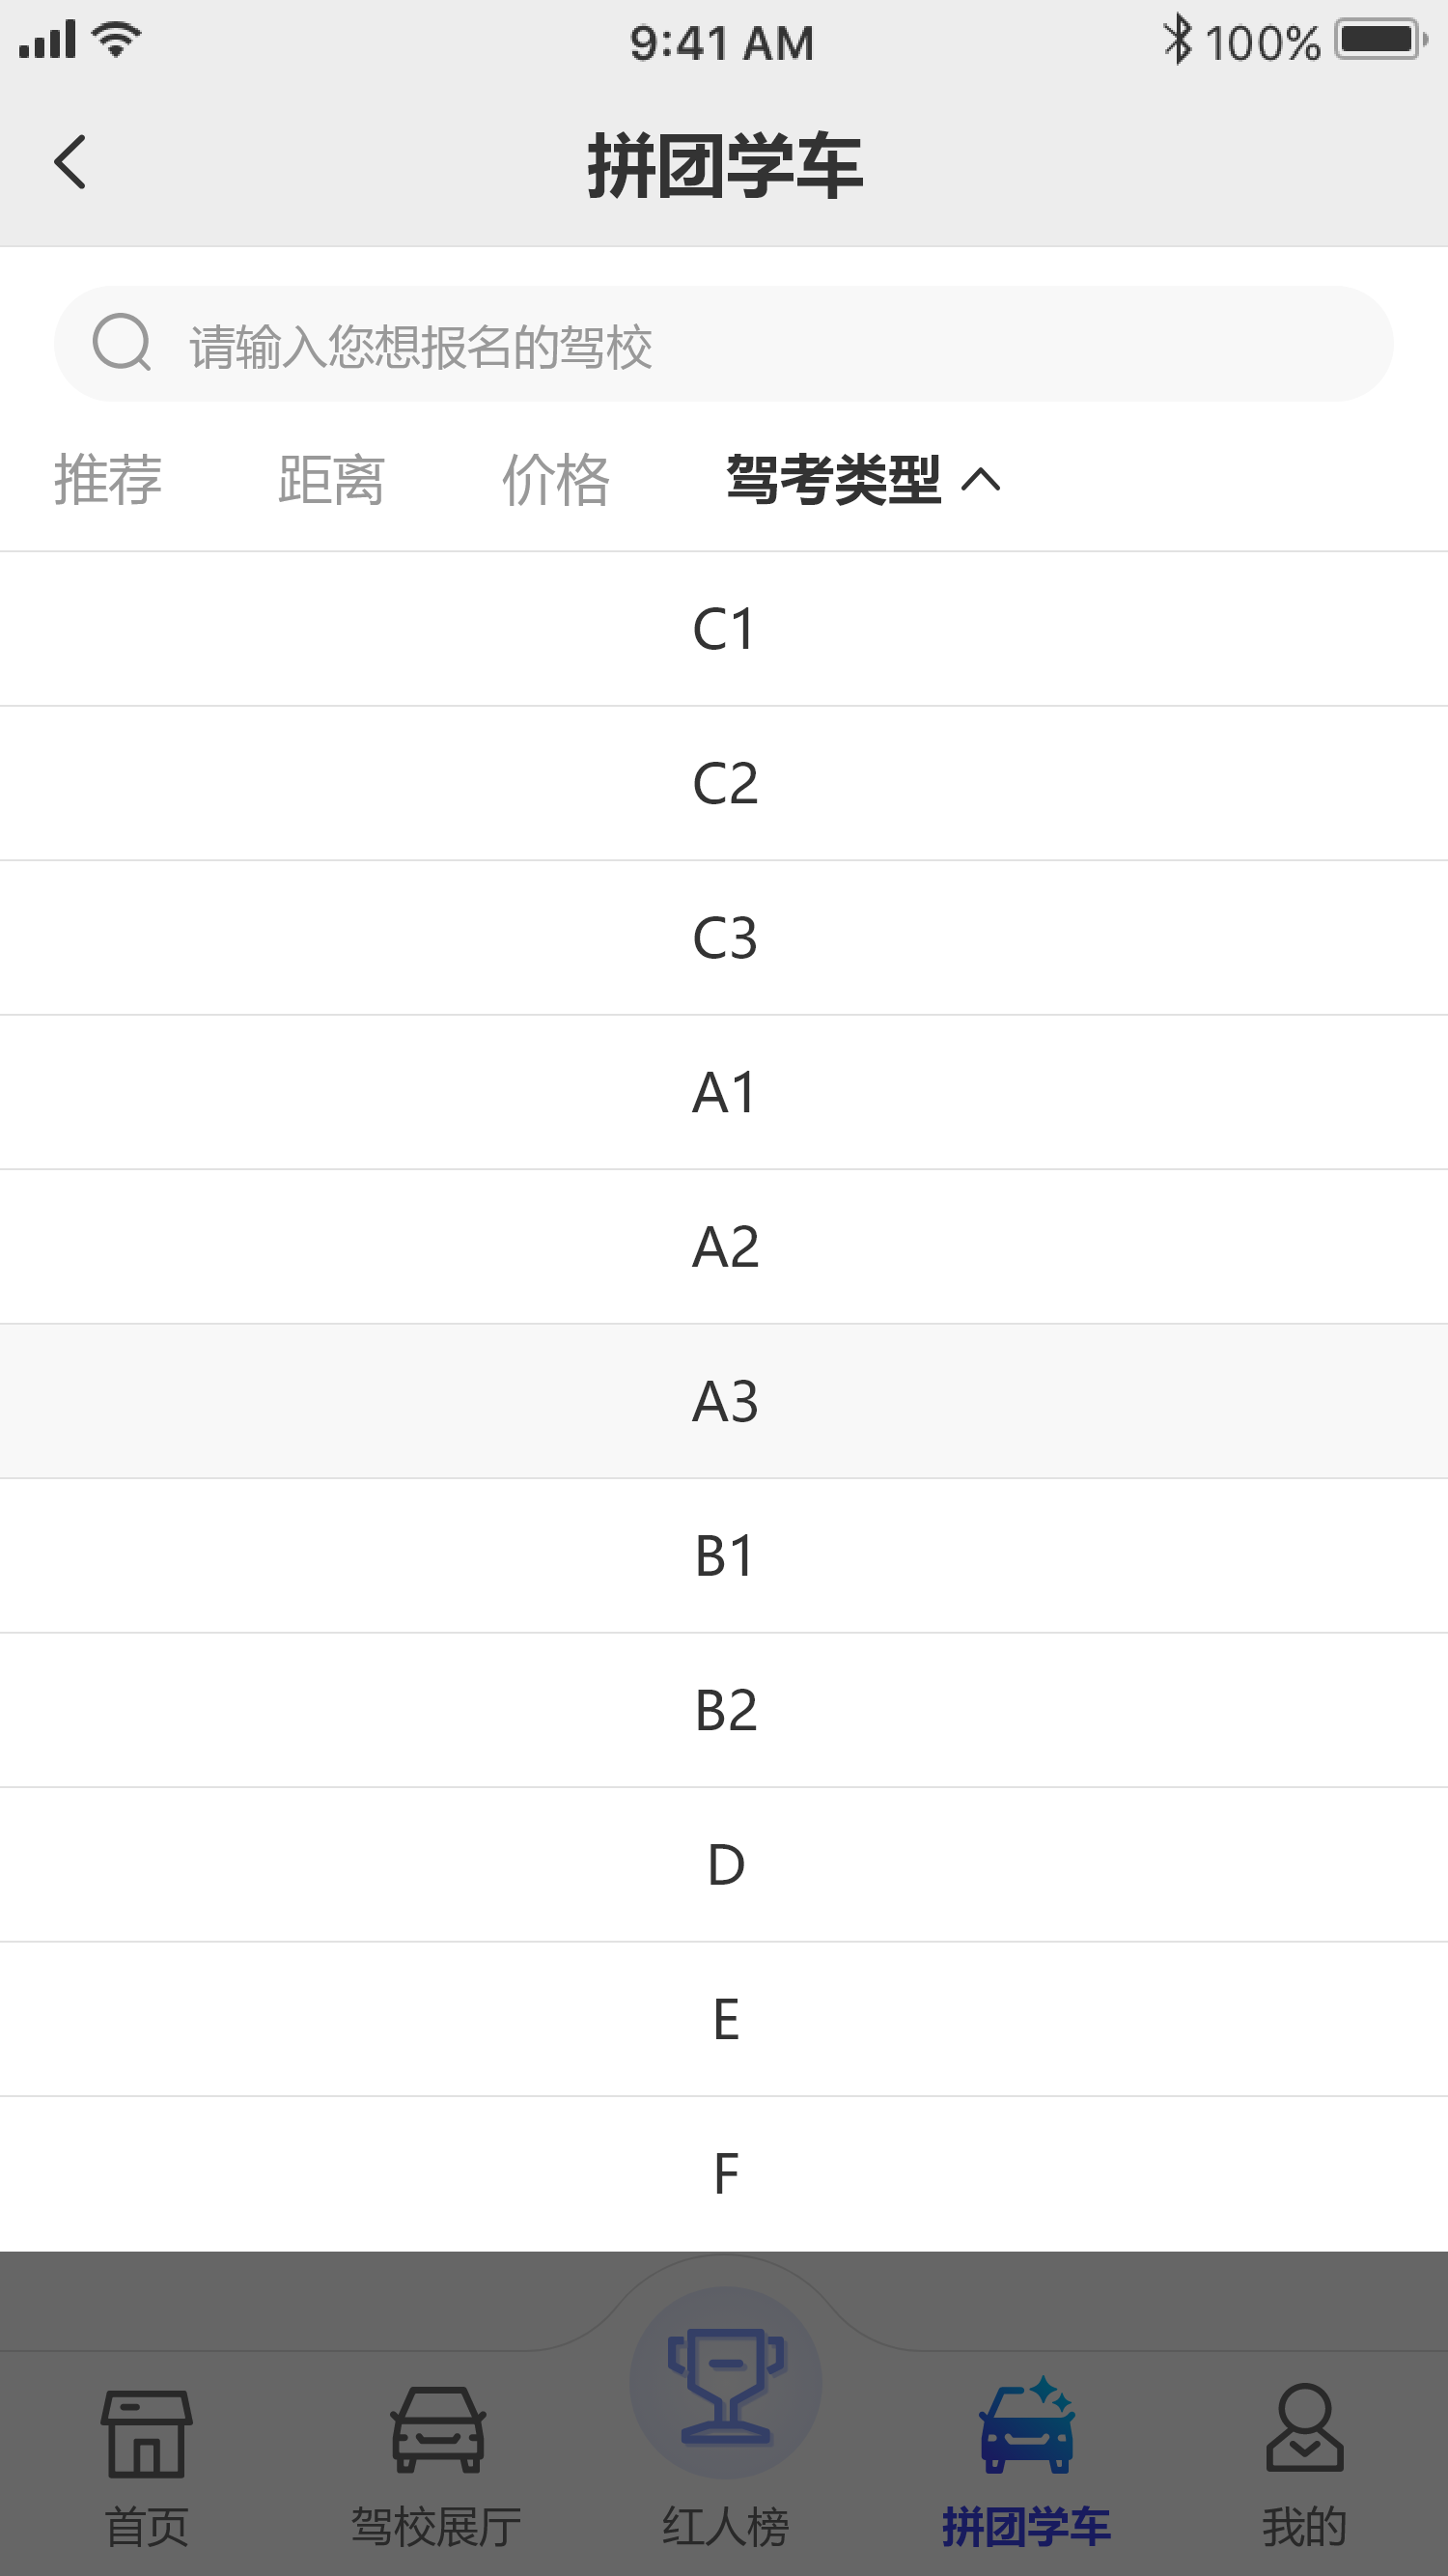 9:41 AM 100%
拼团学车
请输入您想报名的驾校
推荐 距离 价格 驾考类型
C1
C2
C3
A1
A2
A3
B1
B2
D
E
F
首页 驾校展厅 红人榜 拼团学车 我的